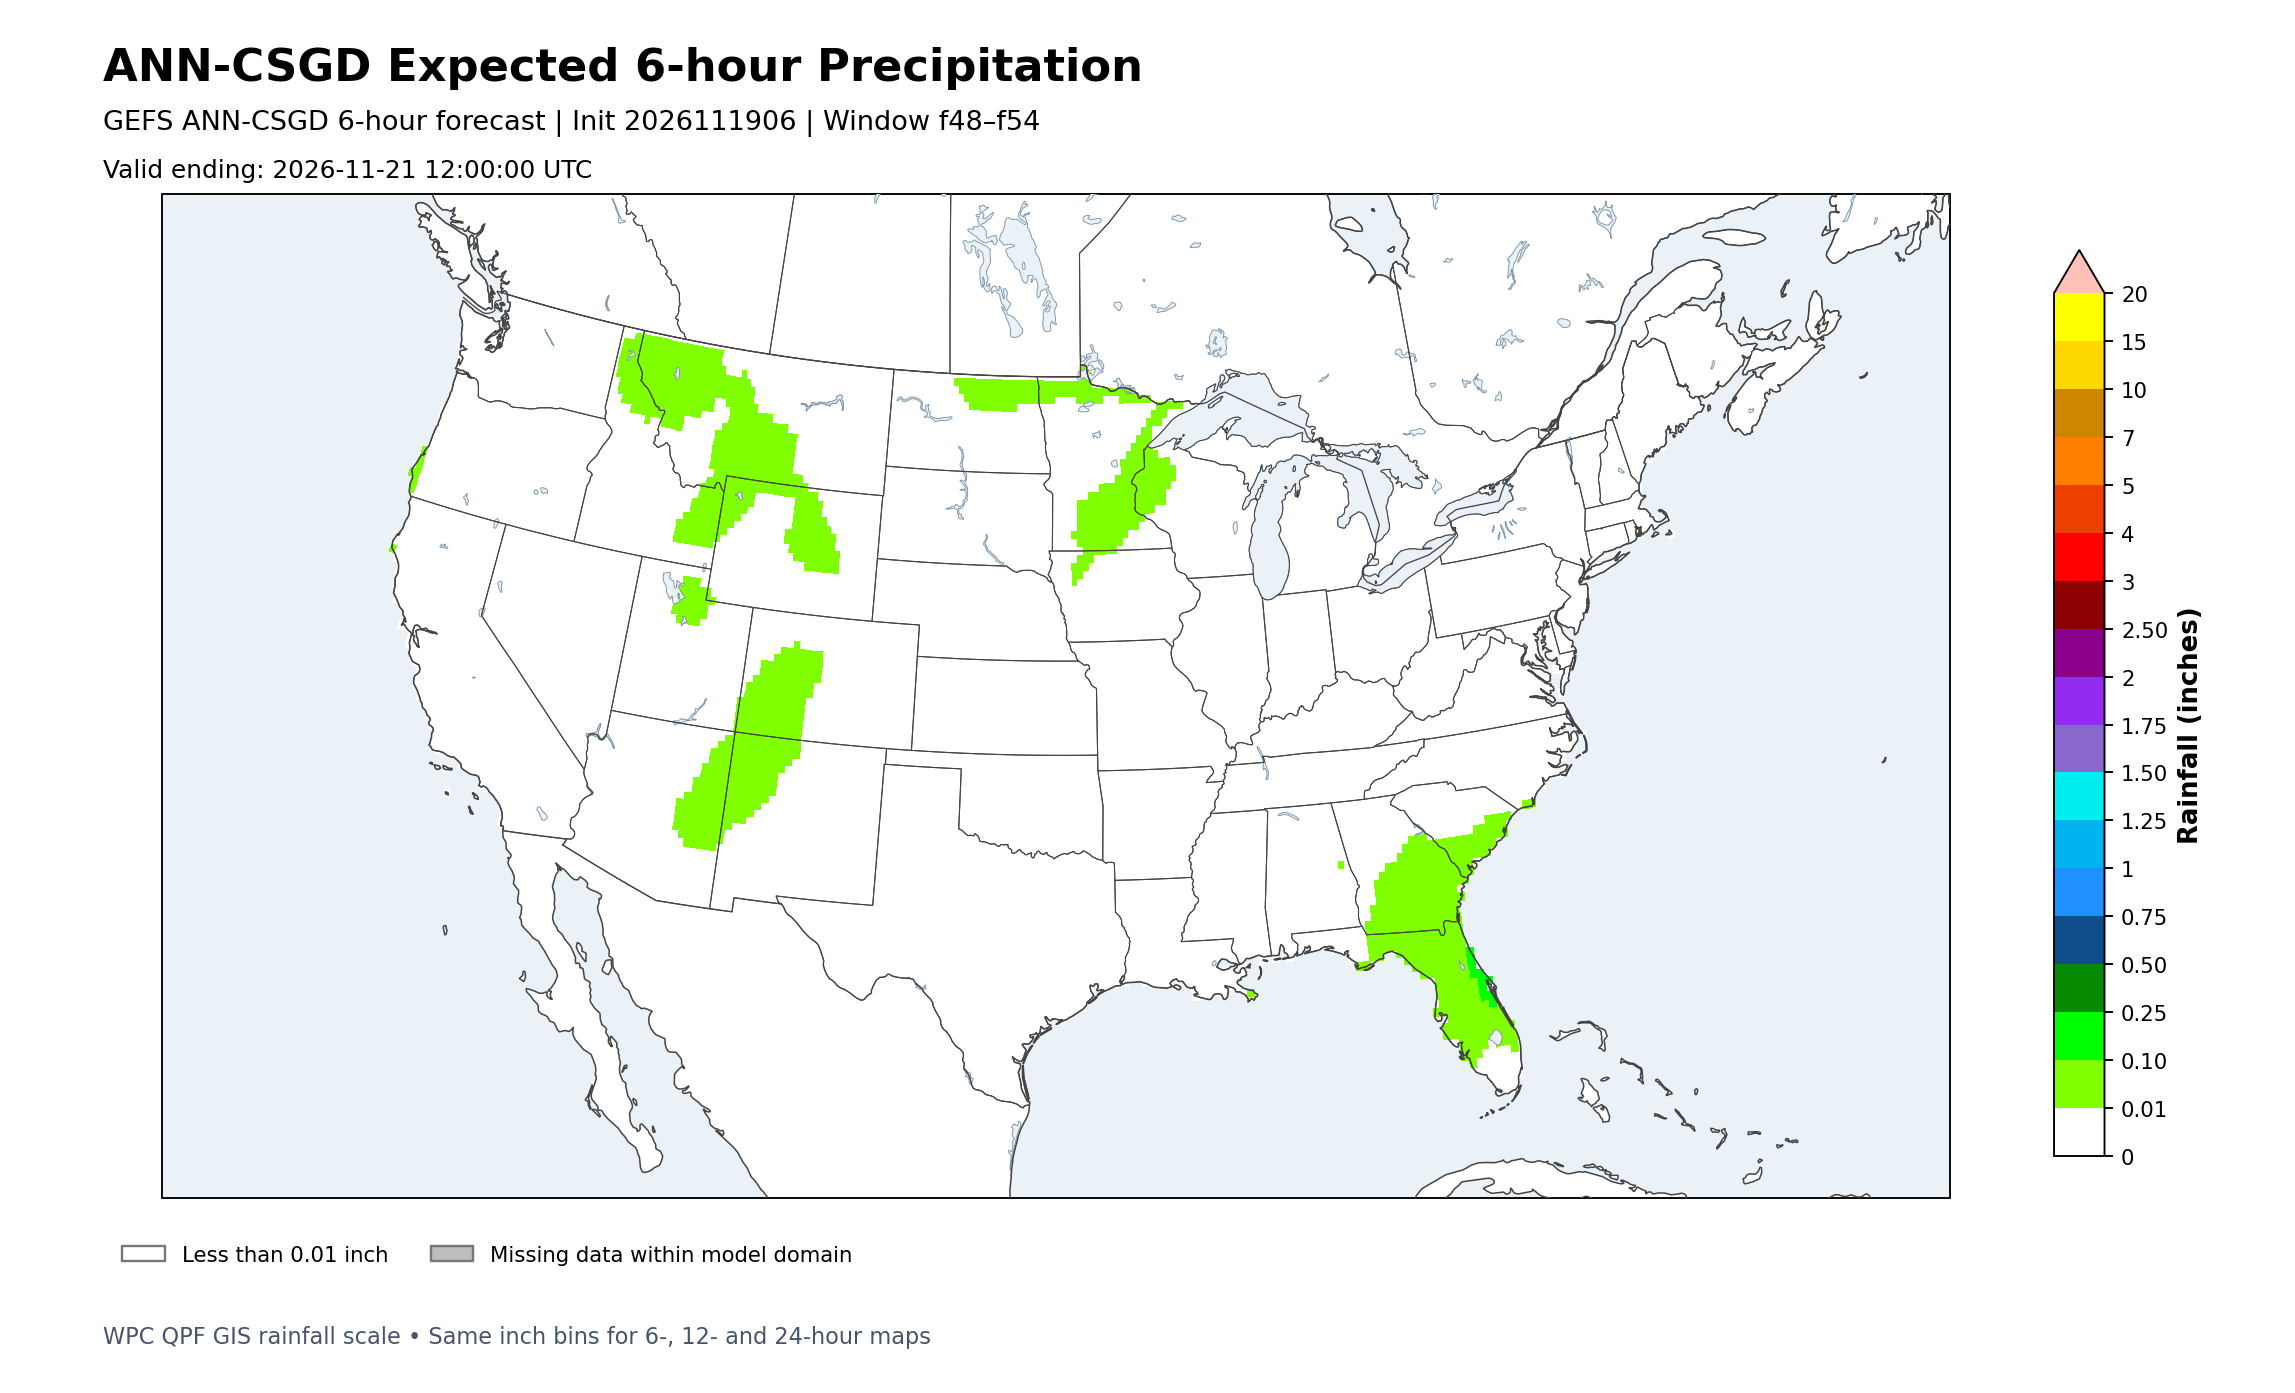 ANN-CSGD Expected 6-hour Precipitation
GEFS ANN-CSGD 6-hour forecast | Init 2026111906 | Window f48–f54
Valid ending: 2026-11-21 12:00:00 UTC
20
15
10
7
5
4
3
2.50
2
1.75
1.50
1.25
1
0.75
0.50
0.25
0.10
0.01
0
Rainfall (inches)
Less than 0.01 inch
Missing data within model domain
WPC QPF GIS rainfall scale • Same inch bins for 6-, 12- and 24-hour maps